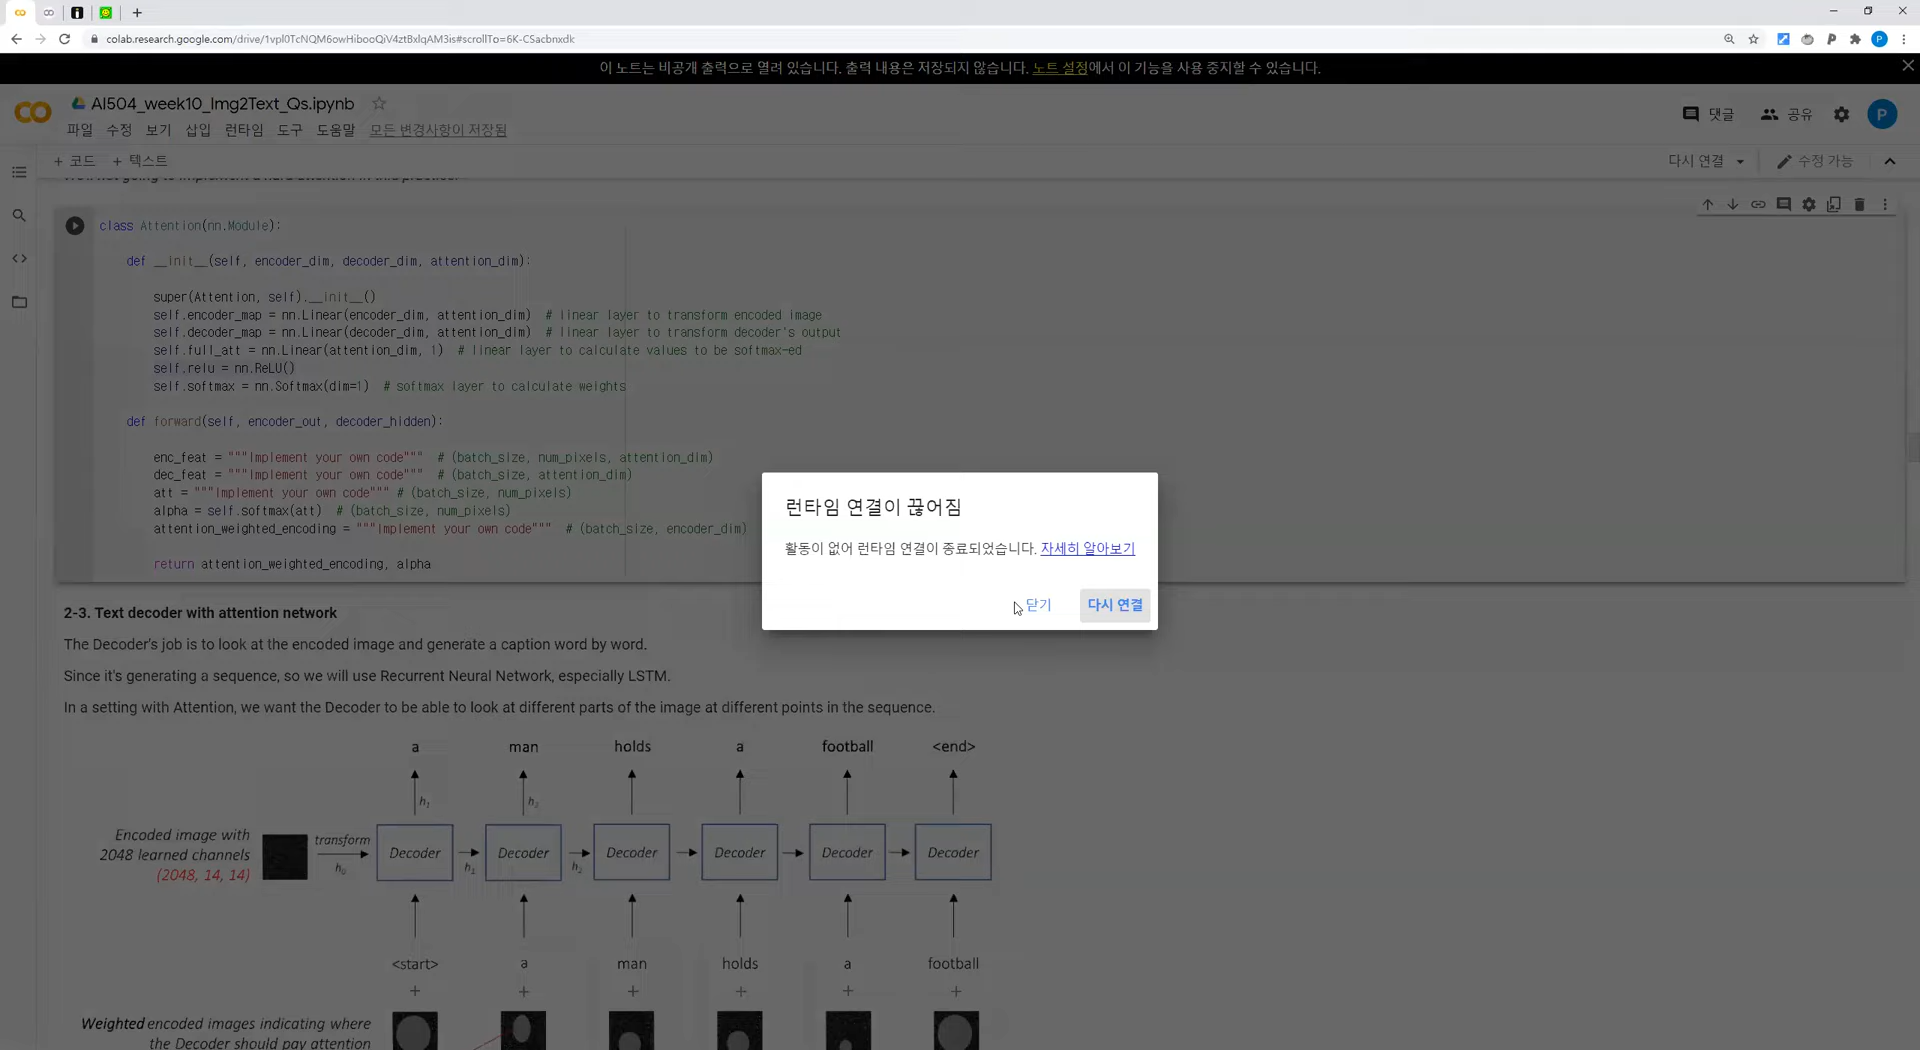 colab.research.google.com/drive/1vpl0TcNQM6owHibooQiV4ztBxlqAM3is#scrollTo=6K-CSacbnxdk
이 노트는 비공개 출력으로 열려 있습니다. 출력 내용은 저장되지 않습니다. 노트 설정에서 이 기능을 사용 중지할 수 있습니다.
AI504_week10_Img2Text_Qs.ipynb
댓글 공유 P
파일 수정 보기 삽입 런타임 도구 도움말 모든 변경사항이 저장됨
+ 코드 + 텍스트 다시 연결 수정 가능
class Attention(nn.Module):
def __init__(self, encoder_dim, decoder_dim, attention_dim):
super(Attention, self).__init__()
self.encoder_map = nn.Linear(encoder_dim, attention_dim) # linear layer to transform encoded image
self.decoder_map = nn.Linear(decoder_dim, attention_dim) # linear layer to transform decoder's output
self.full_att = nn.Linear(attention_dim, 1) # linear layer to calculate values to be softmax-ed
self.relu = nn.ReLU()
self.softmax = nn.Softmax(dim=1) # softmax layer to calculate weights
def forward(self, encoder_out, decoder_hidden):
enc_feat = """Implement your own code""" # (batch_size, num_pixels, attention_dim)
dec_feat = """Implement your own code""" # (batch_size, attention_dim)
att = """Implement your own code""" # (batch_size, num_pixels)
alpha = self.softmax(att) # (batch_size, num_pixels)
attention_weighted_encoding = """Implement your own code""" # (batch_size, encoder_dim)
return attention_weighted_encoding, alpha
런타임 연결이 끊어짐
활동이 없어 런타임 연결이 종료되었습니다. 자세히 알아보기
닫기 다시 연결
2-3. Text decoder with attention network
The Decoder's job is to look at the encoded image and generate a caption word by word.
Since it's generating a sequence, so we will use Recurrent Neural Network, especially LSTM.
In a setting with Attention, we want the Decoder to be able to look at different parts of the image at different points in the sequence.
a man holds a football <end>
h₁ h₂
Encoded image with
2048 learned channels
(2048, 14, 14)
transform
h₀
Decoder h₁ Decoder h₂ Decoder Decoder Decoder Decoder
<start> a man holds a football
+ + + + + +
Weighted encoded images indicating where
the Decoder should pay attention